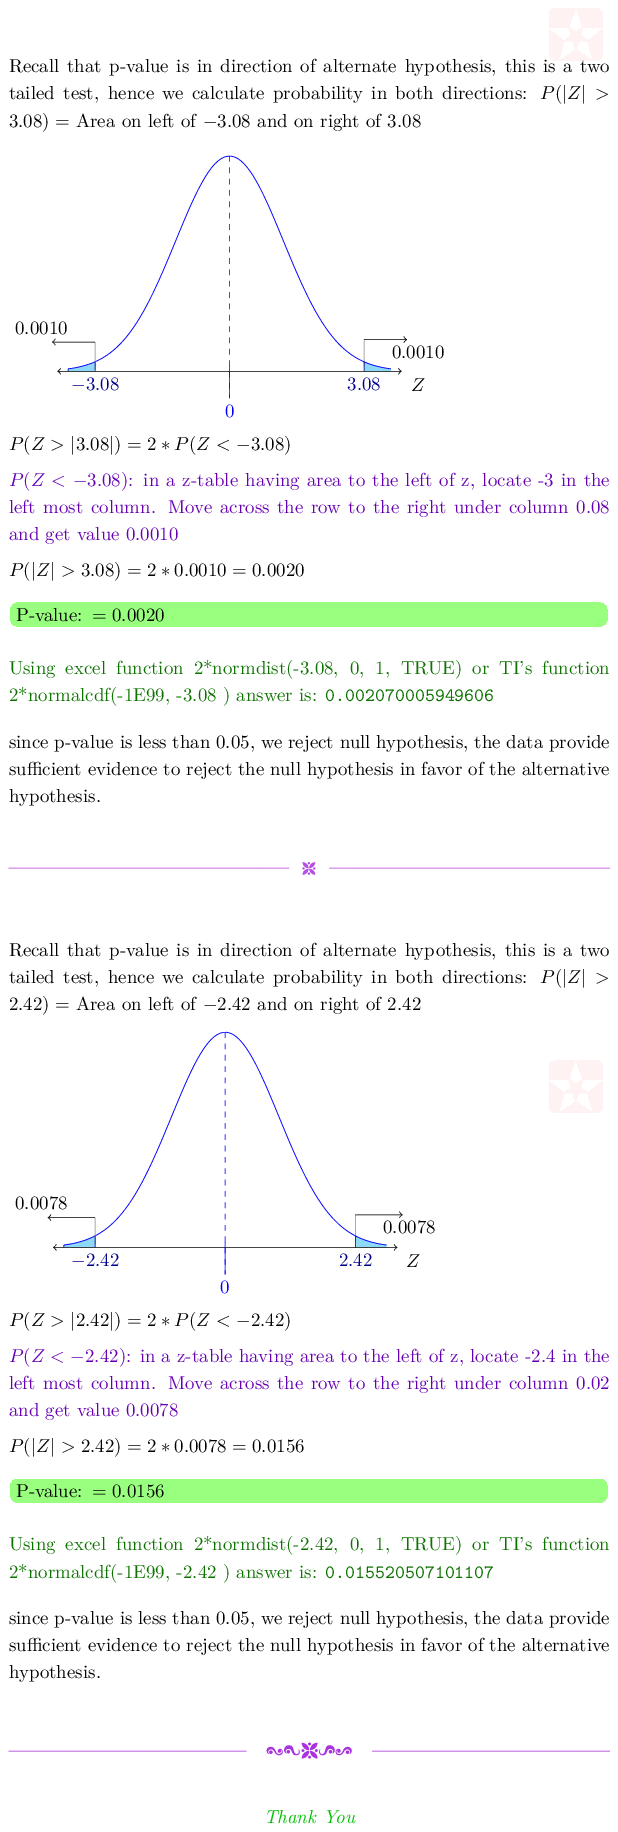 Recall that p-value is in direction of alternate hypothesis, this is a two
tailed test, hence we calculate probability in both directions: P(|Z| >
3.08) = Area on left of −3.08 and on right of 3.08
0.0010
0.0010
−3.08
3.08
Z
0
P(Z > |3.08|) = 2 ∗ P(Z < −3.08)
P(Z < −3.08): in a z-table having area to the left of z, locate -3 in the
left most column. Move across the row to the right under column 0.08
and get value 0.0010
P(|Z| > 3.08) = 2 ∗ 0.0010 = 0.0020
P-value: = 0.0020
Using excel function 2*normdist(-3.08, 0, 1, TRUE) or TI's function
2*normalcdf(-1E99, -3.08 ) answer is: 0.002070005949606
since p-value is less than 0.05, we reject null hypothesis, the data provide
sufficient evidence to reject the null hypothesis in favor of the alternative
hypothesis.
Recall that p-value is in direction of alternate hypothesis, this is a two
tailed test, hence we calculate probability in both directions: P(|Z| >
2.42) = Area on left of −2.42 and on right of 2.42
0.0078
0.0078
−2.42
2.42
Z
0
P(Z > |2.42|) = 2 ∗ P(Z < −2.42)
P(Z < −2.42): in a z-table having area to the left of z, locate -2.4 in the
left most column. Move across the row to the right under column 0.02
and get value 0.0078
P(|Z| > 2.42) = 2 ∗ 0.0078 = 0.0156
P-value: = 0.0156
Using excel function 2*normdist(-2.42, 0, 1, TRUE) or TI's function
2*normalcdf(-1E99, -2.42 ) answer is: 0.015520507101107
since p-value is less than 0.05, we reject null hypothesis, the data provide
sufficient evidence to reject the null hypothesis in favor of the alternative
hypothesis.
Thank You